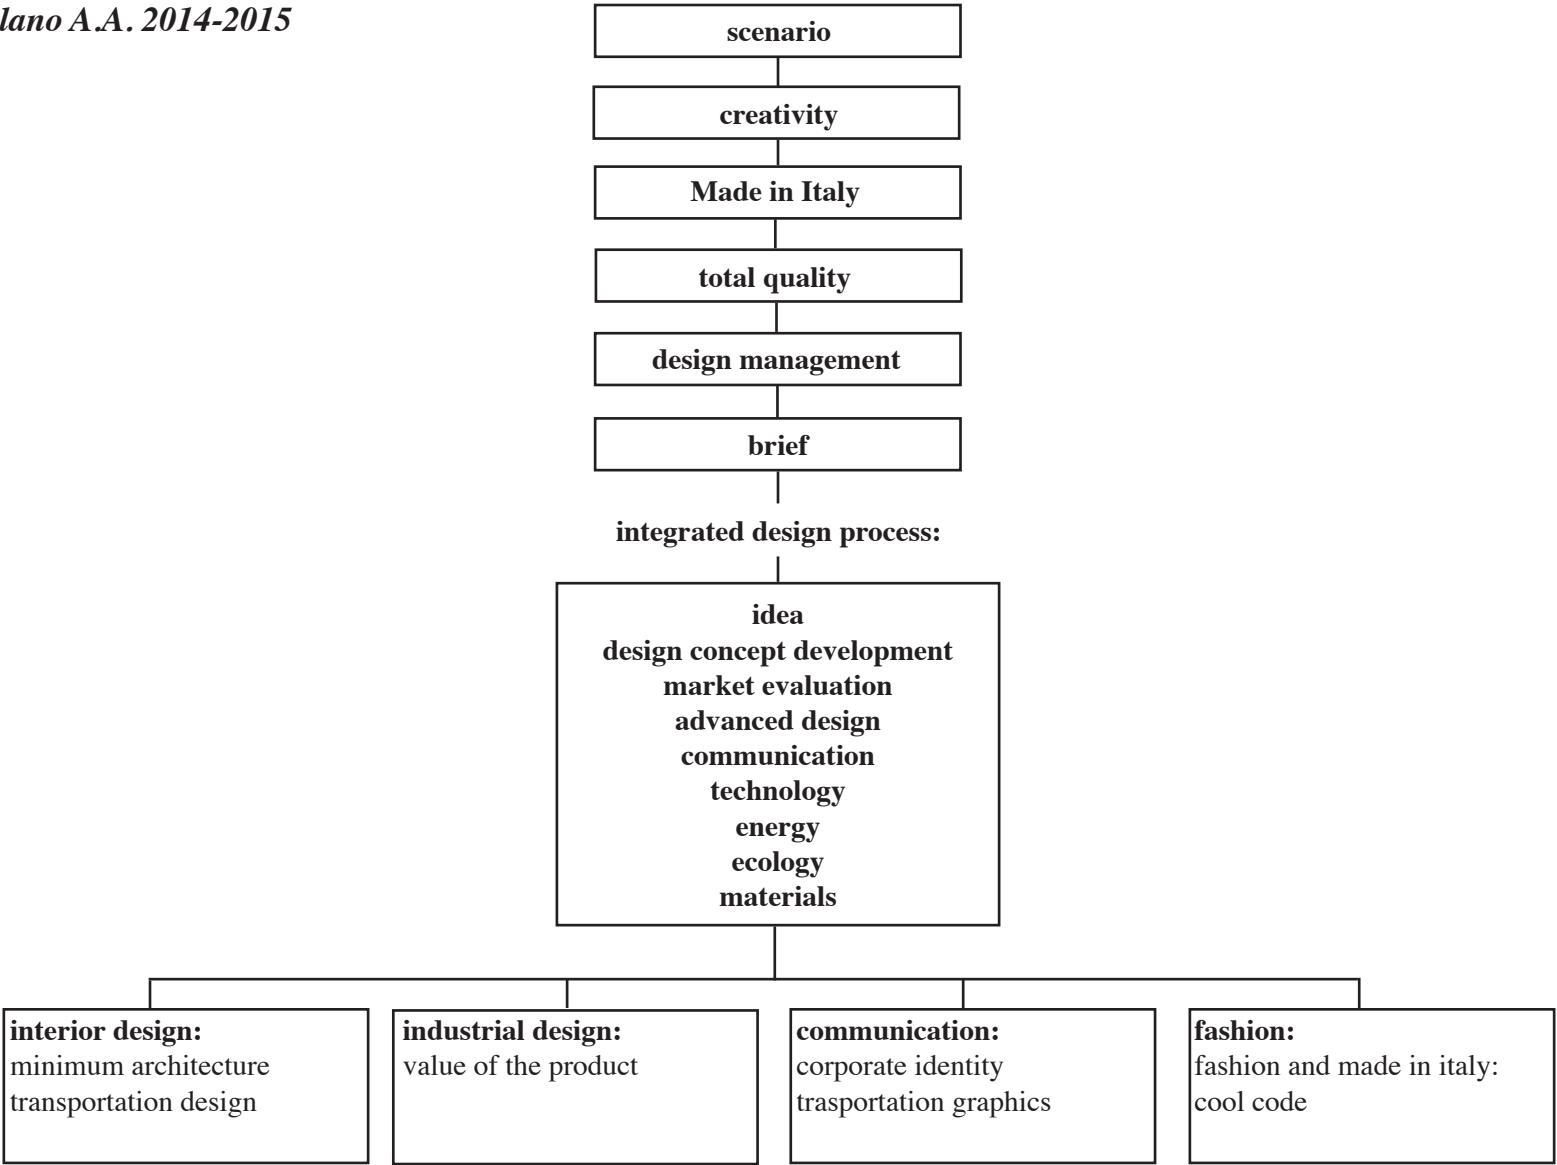 lano A.A. 2014-2015
scenario
creativity
Made in Italy
total quality
design management
brief
integrated design process:
idea
design concept development
market evaluation
advanced design
communication
technology
energy
ecology
materials
interior design:
minimum architecture
transportation design
industrial design:
value of the product
communication:
corporate identity
trasportation graphics
fashion:
fashion and made in italy:
cool code